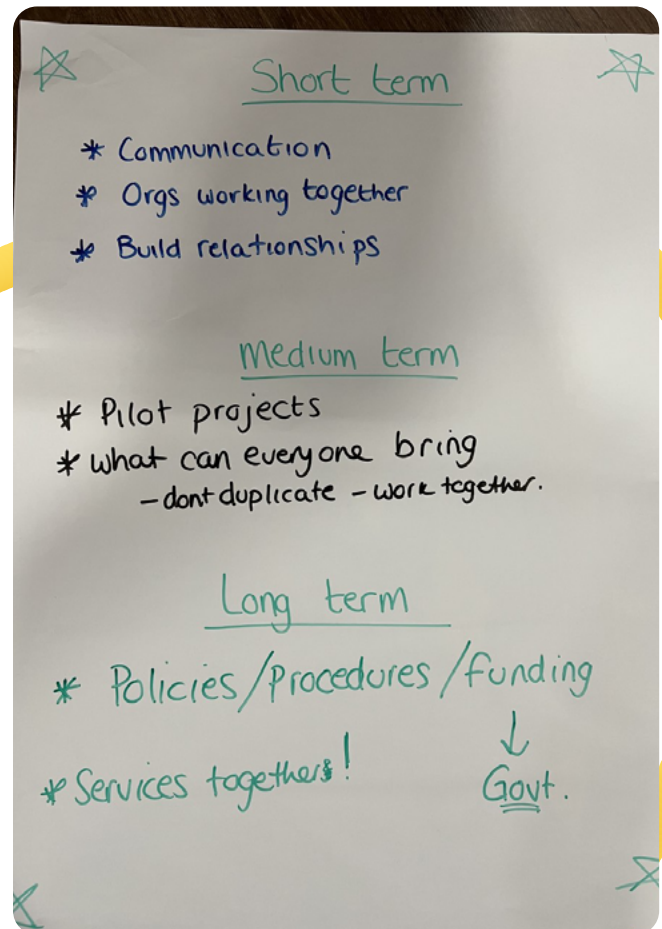 Short term
* Communication
* Orgs working together
* Build relationships
Medium term
* Pilot projects
* what can everyone bring
- dont duplicate - work together.
Long term
* Policies/Procedures/funding
↓
* Services together!
Govt.